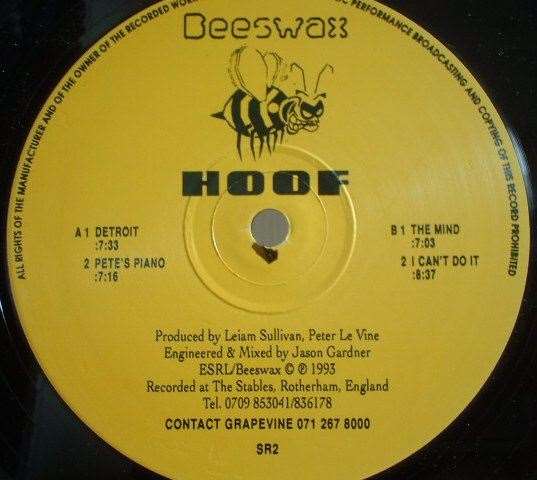 ALL RIGHTS OF THE MANUFACTURER AND OF THE OWNER OF THE RECORDED WORK
PERFORMANCE BROADCASTING AND COPYING OF THIS RECORD PROHIBITED
Beeswax
HOOF
A 1 DETROIT
:7:33
2 PETE'S PIANO
:7:16
B 1 THE MIND
:7:03
2 I CAN'T DO IT
:8:37
Produced by Leiam Sullivan, Peter Le Vine
Engineered & Mixed by Jason Gardner
ESRL/Beeswax © ℗ 1993
Recorded at The Stables, Rotherham, England
Tel. 0709 853041/836178
CONTACT GRAPEVINE 071 267 8000
SR2